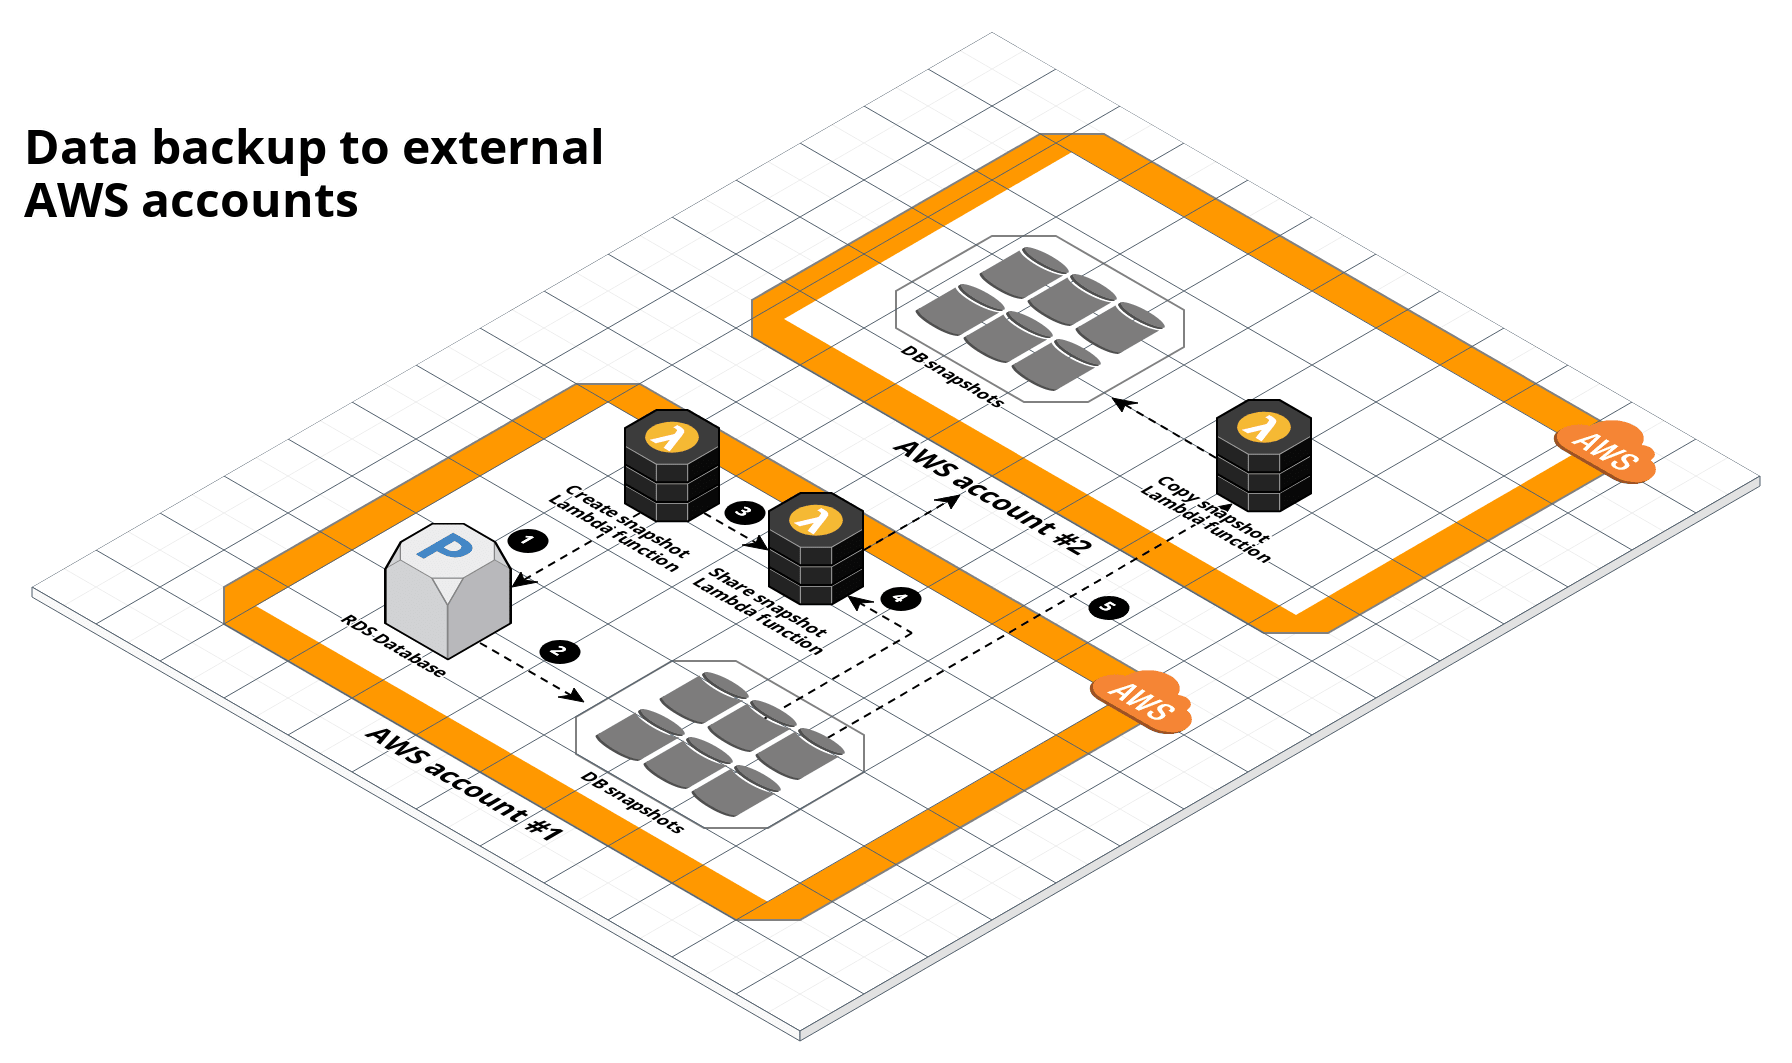 Data backup to external
AWS accounts
DB snapshots
AWS
AWS account #2
λ
Copy snapshot
Lambda function
λ
Create snapshot
Lambda function
3
λ
Share snapshot
Lambda function
1
P
RDS Database
2
4
5
AWS
DB snapshots
AWS account #1